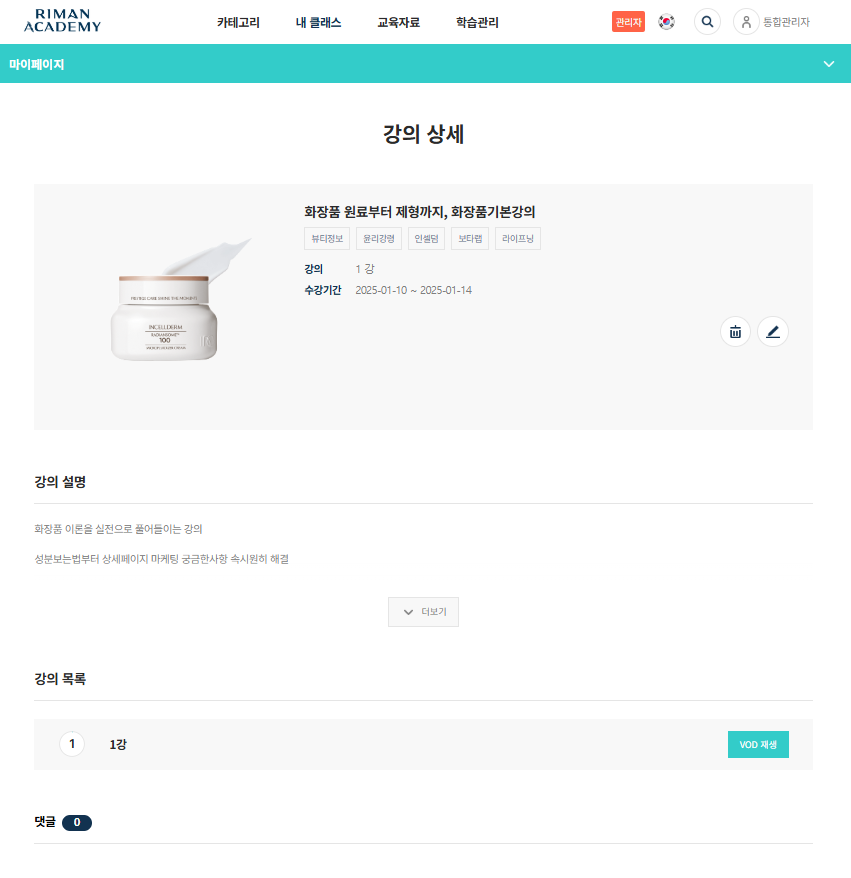 RIMAN
ACADEMY
카테고리
내 클래스
교육자료
학습관리
관리자
통합관리자
마이페이지
강의 상세
화장품 원료부터 제형까지, 화장품기본강의
뷰티정보
윤리강령
인셀덤
보타랩
라이프닝
강의 1 강
수강기간 2025-01-10 ~ 2025-01-14
INCELLDERM
RADIANSOME™
100
강의 설명
화장품 이론을 실전으로 풀어들이는 강의
성분보는법부터 상세페이지 마케팅 궁금한사항 속시원히 해결
더보기
강의 목록
1
1강
VOD 재생
댓글 0